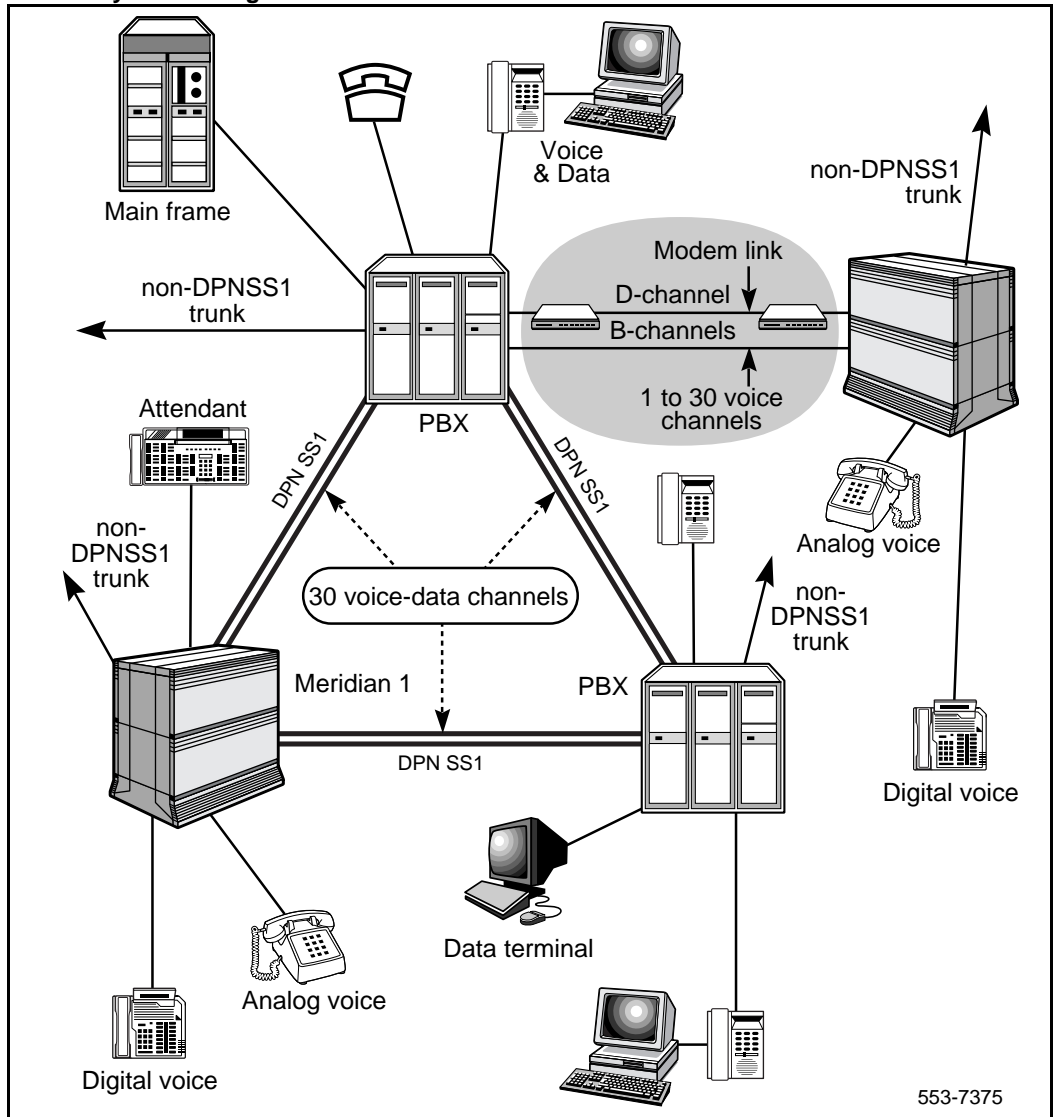 Voice
& Data
Main frame
non-DPNSS1
trunk
Modem link
D-channel
B-channels
1 to 30 voice
channels
non-DPNSS1
trunk
Attendant
PBX
DPN SS1
DPN SS1
non-
DPNSS1
trunk
30 voice-data channels
Analog voice
non-
DPNSS1
trunk
Meridian 1
PBX
DPN SS1
Digital voice
Data terminal
Analog voice
Digital voice
553-7375